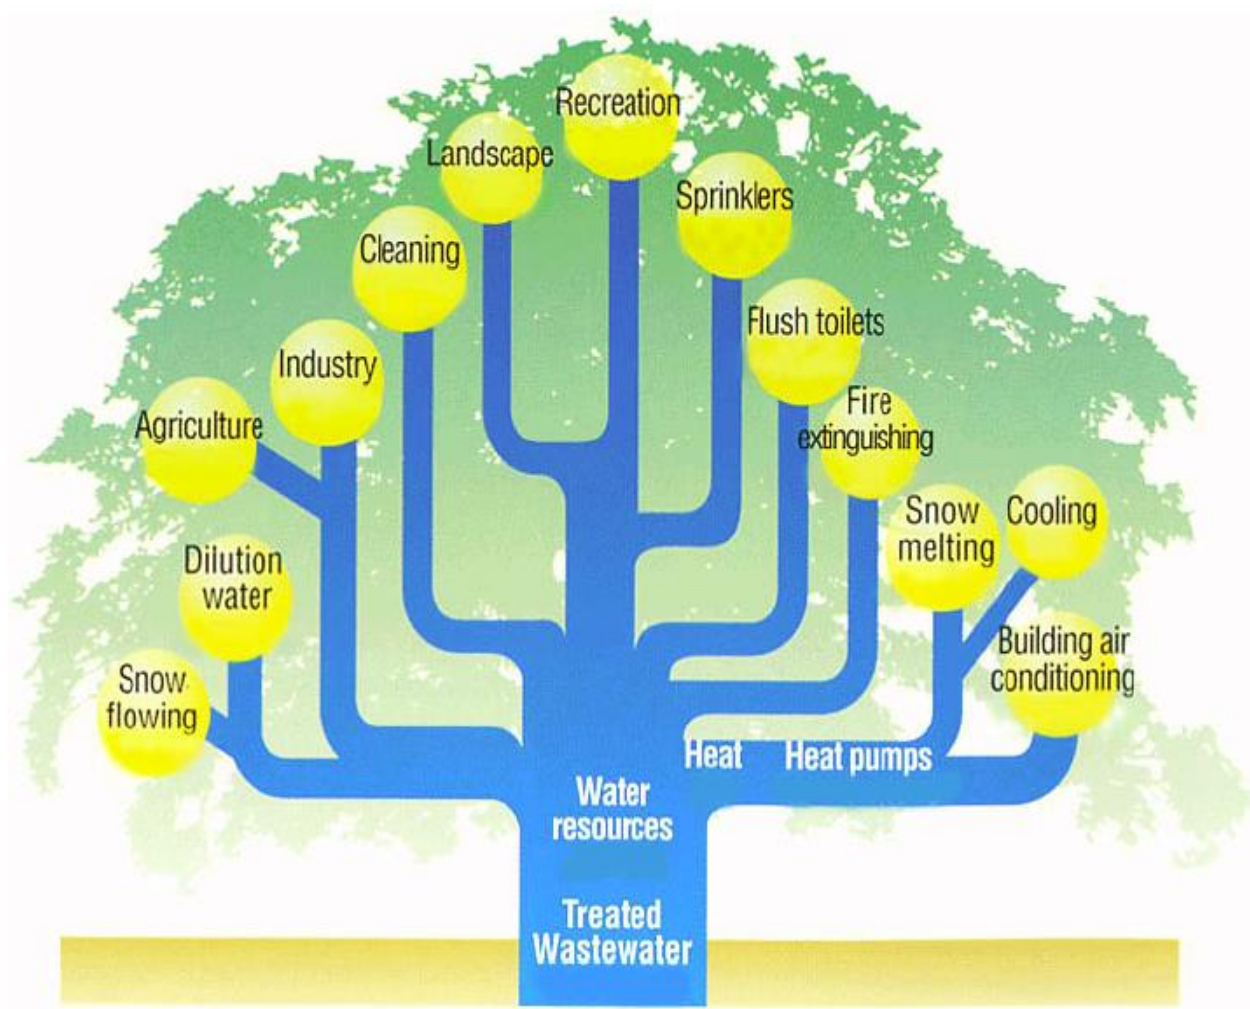 Recreation
Landscape
Sprinklers
Cleaning
Flush toilets
Industry
Fire
extinguishing
Agriculture
Snow
melting
Cooling
Dilution
water
Building air
conditioning
Snow
flowing
Heat
Heat pumps
Water
resources
Treated
Wastewater